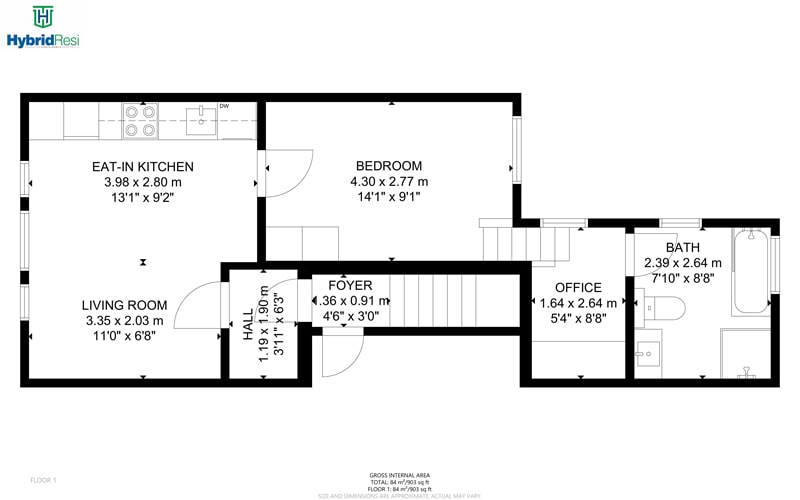 HybridResi
DW
EAT-IN KITCHEN
3.98 x 2.80 m
13'1" x 9'2"
BEDROOM
4.30 x 2.77 m
14'1" x 9'1"
LIVING ROOM
3.35 x 2.03 m
11'0" x 6'8"
HALL
1.19 x 1.90 m
3'11" x 6'3"
FOYER
.36 x 0.91 m
4'6" x 3'0"
OFFICE
1.64 x 2.64 m
5'4" x 8'8"
BATH
2.39 x 2.64 m
7'10" x 8'8"
FLOOR 1
GROSS INTERNAL AREA
TOTAL: 84 m²/903 sq ft
FLOOR 1: 84 m²/903 sq ft
SIZE AND DIMENSIONS ARE APPROXIMATE, ACTUAL MAY VARY